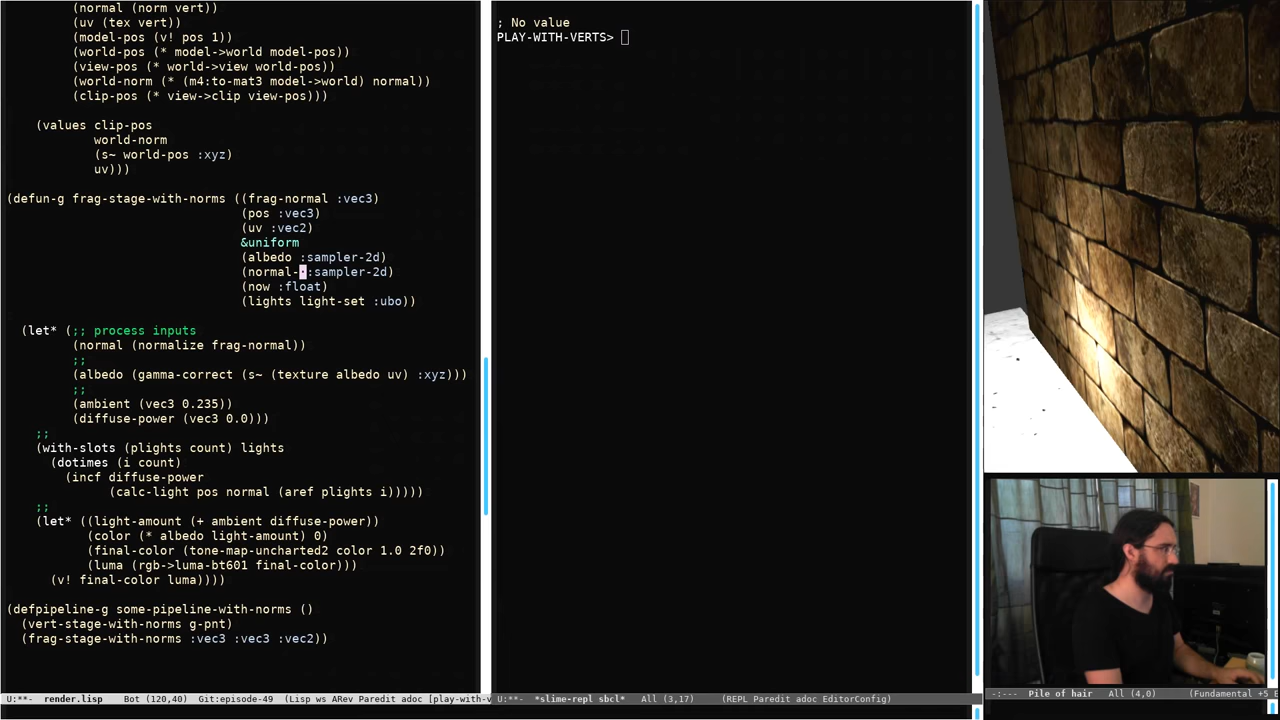 (normal (norm vert))
(uv (tex vert))
(model-pos (v! pos 1))
(world-pos (* model->world model-pos))
(view-pos (* world->view world-pos))
(world-norm (* (m4:to-mat3 model->world) normal))
(clip-pos (* view->clip view-pos)))
(values clip-pos
world-norm
(s~ world-pos :xyz)
uv)))
(defun-g frag-stage-with-norms ((frag-normal :vec3)
(pos :vec3)
(uv :vec2)
&uniform
(albedo :sampler-2d)
(normal- :sampler-2d)
(now :float)
(lights light-set :ubo))
(let* (;; process inputs
(normal (normalize frag-normal))
;;
(albedo (gamma-correct (s~ (texture albedo uv) :xyz)))
;;
(ambient (vec3 0.235))
(diffuse-power (vec3 0.0)))
;;
(with-slots (plights count) lights
(dotimes (i count)
(incf diffuse-power
(calc-light pos normal (aref plights i)))))
;;
(let* ((light-amount (+ ambient diffuse-power))
(color (* albedo light-amount) 0)
(final-color (tone-map-uncharted2 color 1.0 2f0))
(luma (rgb->luma-bt601 final-color)))
(v! final-color luma))))
(defpipeline-g some-pipeline-with-norms ()
(vert-stage-with-norms g-pnt)
(frag-stage-with-norms :vec3 :vec3 :vec2))
U:**- render.lisp Bot (120,40) Git:episode-49 (Lisp ws ARev Paredit adoc [play-with-v
; No value
PLAY-WITH-VERTS>
U:**- *slime-repl sbcl* All (3,17) (REPL Paredit adoc EditorConfig)
-:--- Pile of hair All (4,0) (Fundamental +5 E